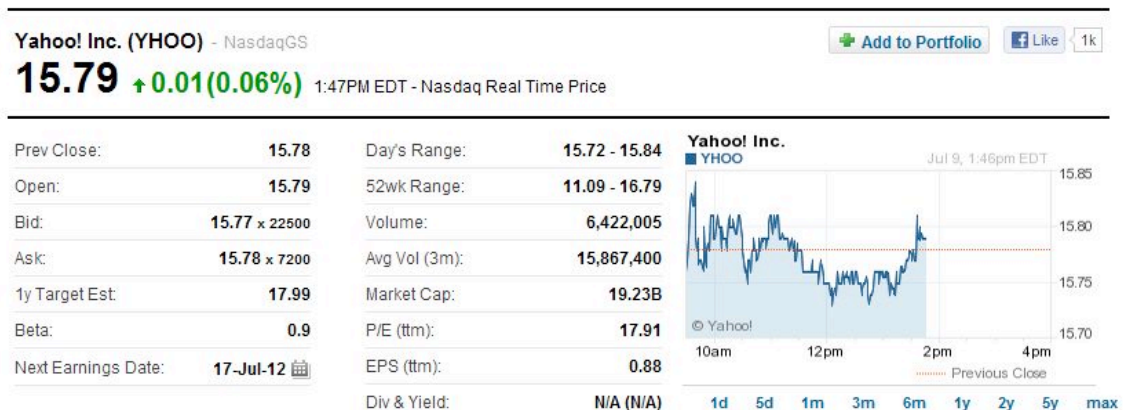 Yahoo! Inc. (YHOO) - NasdaqGS
Add to Portfolio
Like
1k
15.79 0.01(0.06%) 1:47PM EDT - Nasdaq Real Time Price
Prev Close: 15.78
Open: 15.79
Bid: 15.77 x 22500
Ask: 15.78 x 7200
1y Target Est: 17.99
Beta: 0.9
Next Earnings Date: 17-Jul-12
Day's Range: 15.72 - 15.84
52wk Range: 11.09 - 16.79
Volume: 6,422,005
Avg Vol (3m): 15,867,400
Market Cap: 19.23B
P/E (ttm): 17.91
EPS (ttm): 0.88
Div & Yield: N/A (N/A)
Yahoo! Inc.
YHOO
Jul 9, 1:46pm EDT
15.85
15.80
15.75
15.70
© Yahoo!
10am 12pm 2pm 4pm
Previous Close
1d 5d 1m 3m 6m 1y 2y 5y max